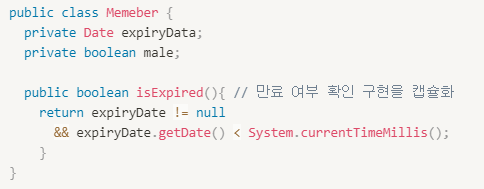 public class Memeber {
  private Date expiryData;
  private boolean male;

  public boolean isExpired(){ // 만료 여부 확인 구현을 캡슐화
    return expiryDate != null
      && expiryDate.getDate() < System.currentTimeMillis();
    }
}